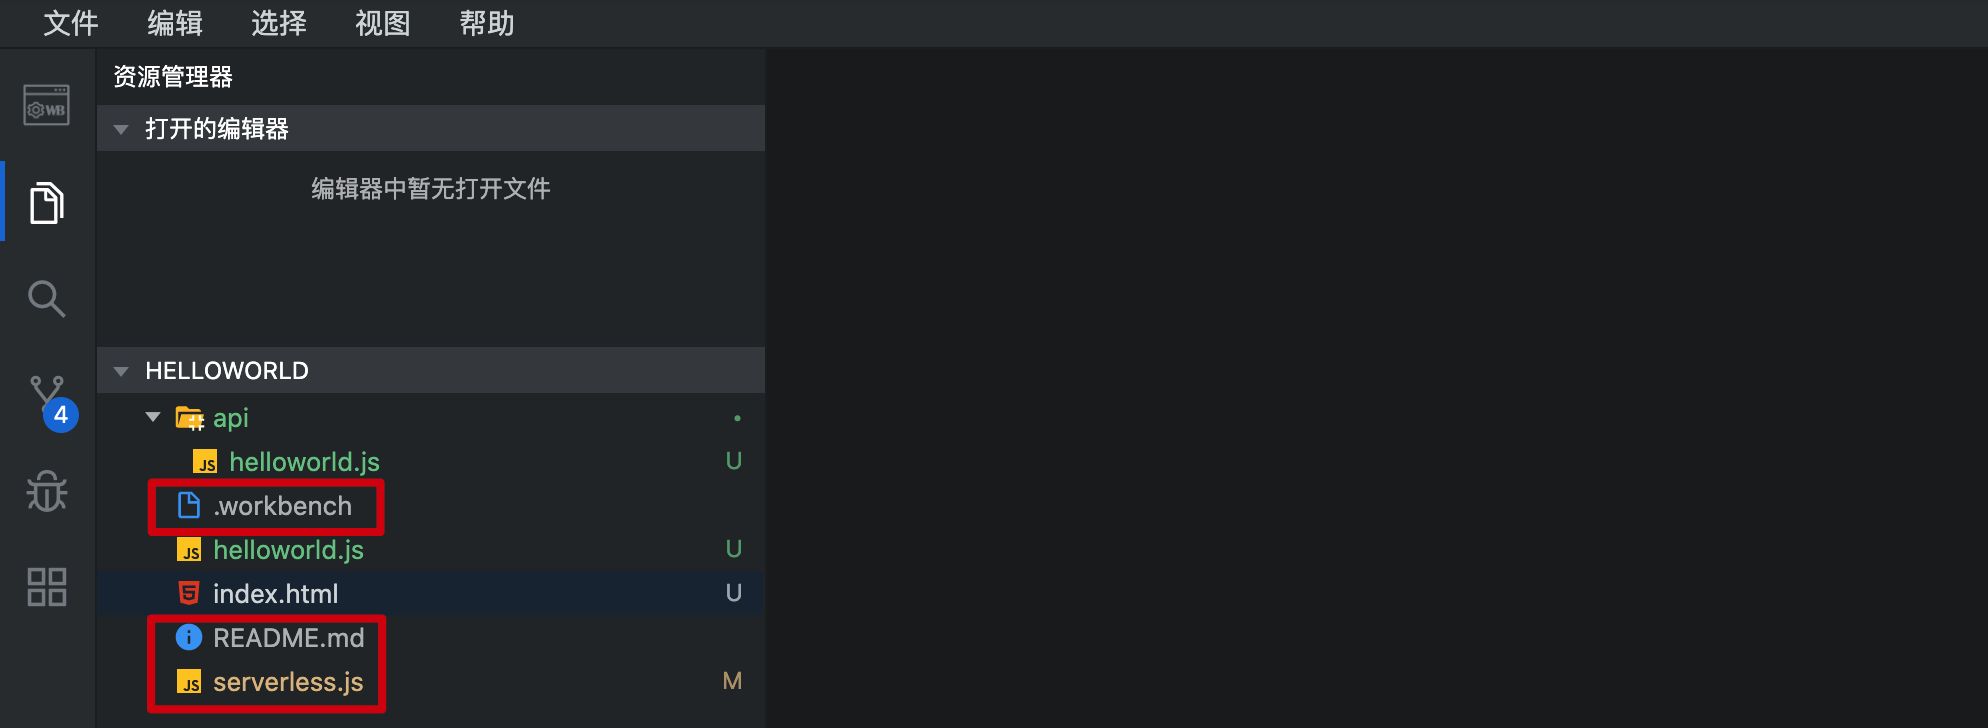 文件 编辑 选择 视图 帮助
资源管理器
WB
打开的编辑器
编辑器中暂无打开文件
HELLOWORLD
4
api
JS helloworld.js U
.workbench
JS helloworld.js U
5 index.html U
i README.md
JS serverless.js M